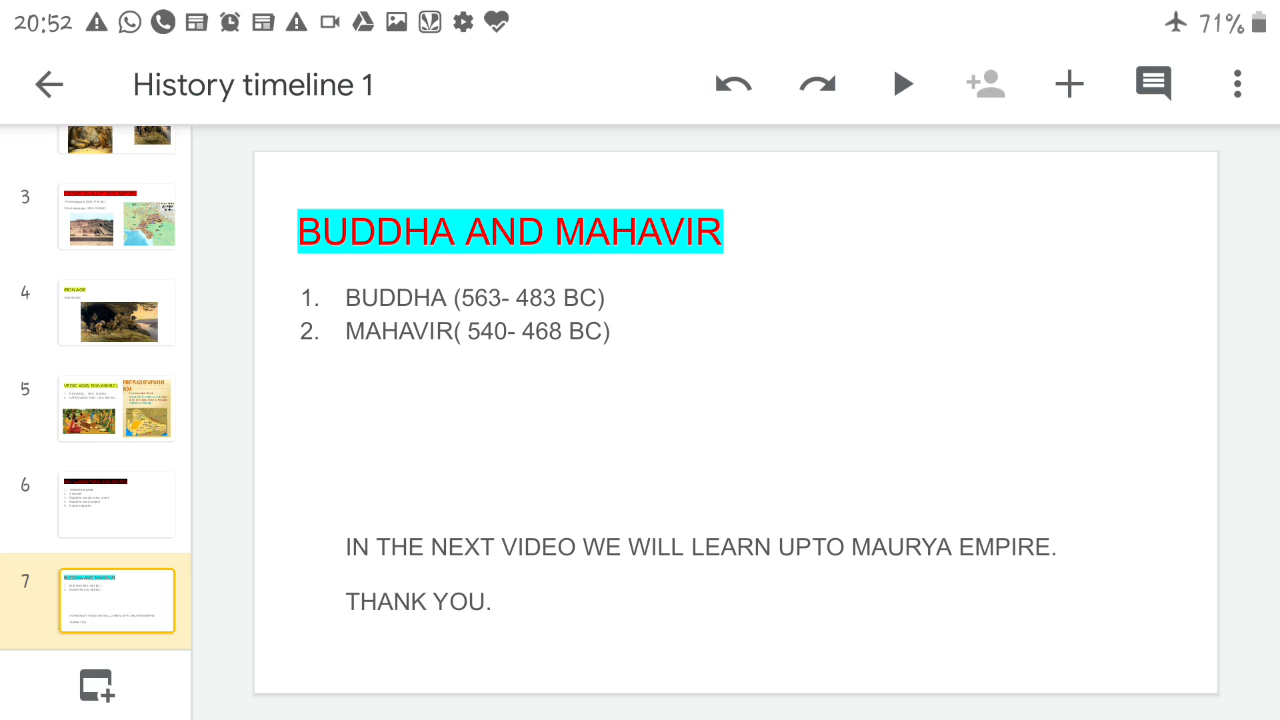 20:52
71%
History timeline 1
3
4
IRON AGE
5
VEDIC AGE
6
7
BUDDHA AND MAHAVIR
BUDDHA AND MAHAVIR
1. BUDDHA (563- 483 BC)
2. MAHAVIR( 540- 468 BC)
IN THE NEXT VIDEO WE WILL LEARN UPTO MAURYA EMPIRE.
THANK YOU.